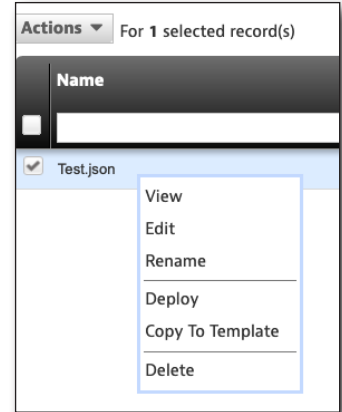 Actions For 1 selected record(s)
Name
Test.json
View
Edit
Rename
Deploy
Copy To Template
Delete